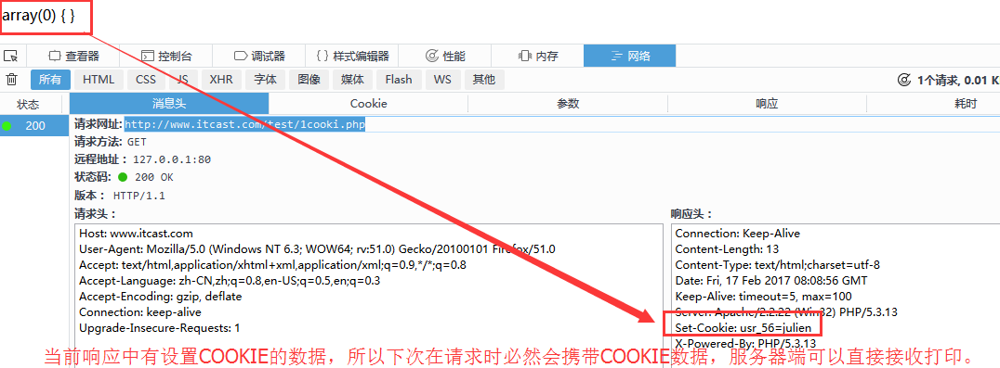 array(0) { }
查看器 控制台 调试器 {} 样式编辑器 性能 内存 网络
所有 HTML CSS JS XHR 字体 图像 媒体 Flash WS 其他 1个请求, 0.01 K
状态 消息头 Cookie 参数 响应 耗时
200
请求网址: http://www.itcast.com/test/1cooki.php
请求方法: GET
远程地址: 127.0.0.1:80
状态码: 200 OK
版本: HTTP/1.1
请求头:
Host: www.itcast.com
User-Agent: Mozilla/5.0 (Windows NT 6.3; WOW64; rv:51.0) Gecko/20100101 Firefox/51.0
Accept: text/html,application/xhtml+xml,application/xml;q=0.9,*/*;q=0.8
Accept-Language: zh-CN,zh;q=0.8,en-US;q=0.5,en;q=0.3
Accept-Encoding: gzip, deflate
Connection: keep-alive
Upgrade-Insecure-Requests: 1
响应头:
Connection: Keep-Alive
Content-Length: 13
Content-Type: text/html;charset=utf-8
Date: Fri, 17 Feb 2017 08:08:56 GMT
Keep-Alive: timeout=5, max=100
Server: Apache/2.2.22 (Win32) PHP/5.3.13
Set-Cookie: usr_56=julien
X-Powered-By: PHP/5.3.13
当前响应中有设置COOKIE的数据，所以下次在请求时必然会携带COOKIE数据，服务器端可以直接接收打印。